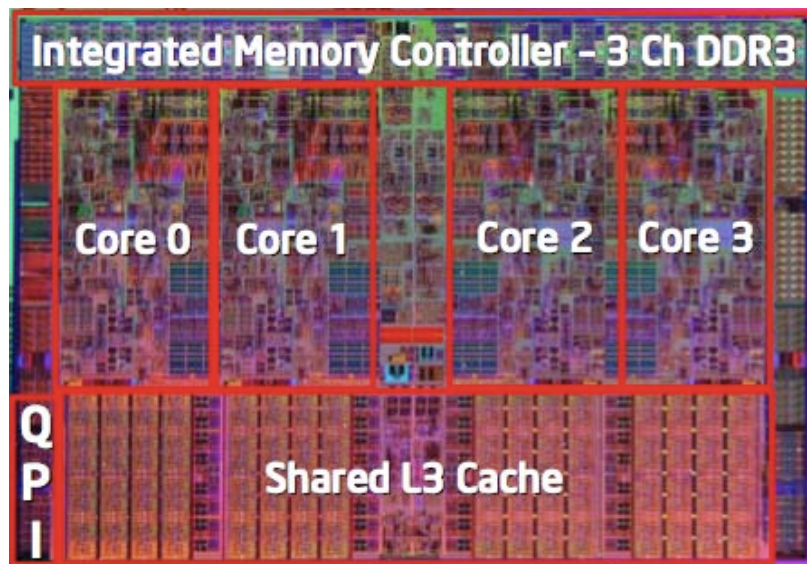 Integrated Memory Controller – 3 Ch DDR3
Core 0
Core 1
Core 2
Core 3
Q
P
I
Shared L3 Cache